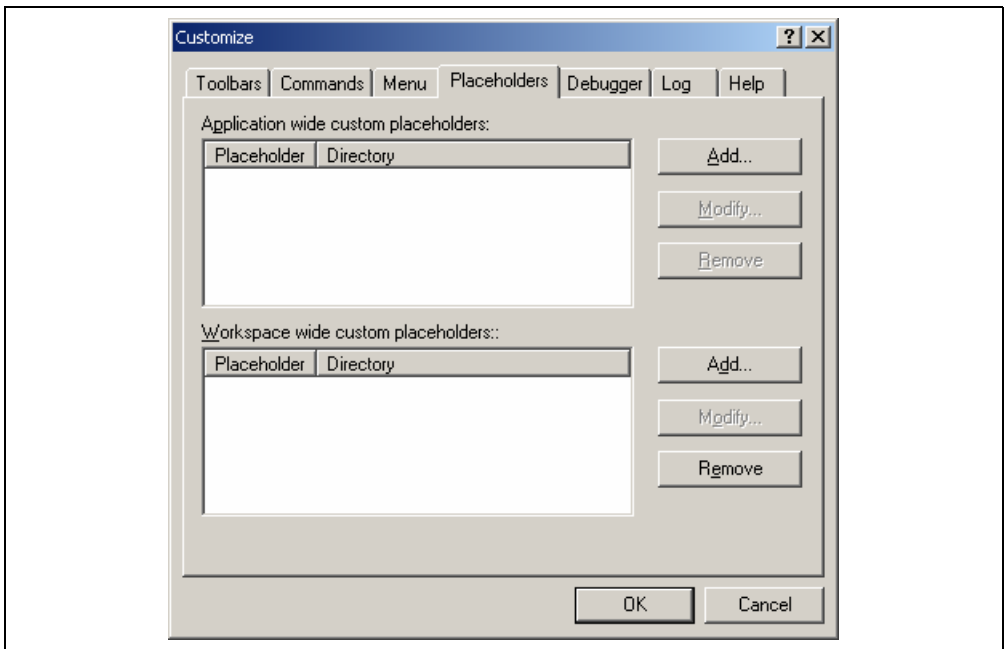 Customize
Toolbars Commands Menu Placeholders Debugger Log Help
Application wide custom placeholders:
Placeholder Directory
Add...
Modify...
Remove
Workspace wide custom placeholders::
Placeholder Directory
Add...
Modify...
Remove
OK Cancel